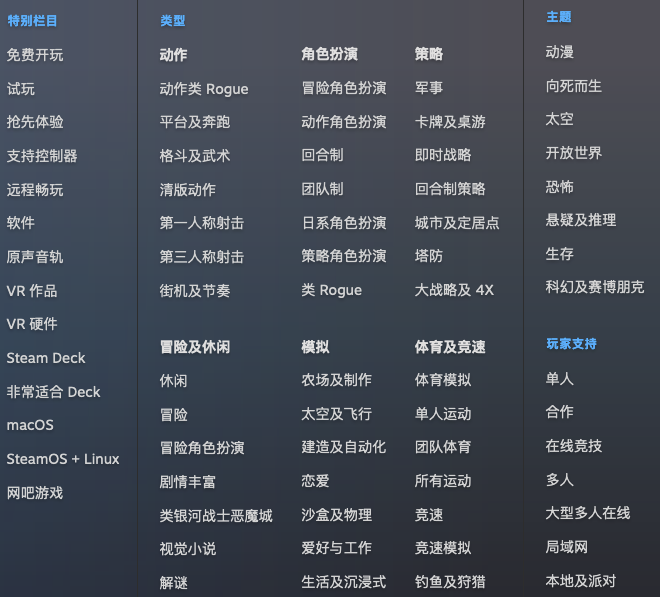 特别栏目
免费开玩
试玩
抢先体验
支持控制器
远程畅玩
软件
原声音轨
VR 作品
VR 硬件
Steam Deck
非常适合 Deck
macOS
SteamOS + Linux
网吧游戏
类型
动作
动作类 Rogue
平台及奔跑
格斗及武术
清版动作
第一人称射击
第三人称射击
街机及节奏
角色扮演
冒险角色扮演
动作角色扮演
回合制
团队制
日系角色扮演
策略角色扮演
类 Rogue
策略
军事
卡牌及桌游
即时战略
回合制策略
城市及定居点
塔防
大战略及 4X
冒险及休闲
休闲
冒险
冒险角色扮演
剧情丰富
类银河战士恶魔城
视觉小说
解谜
模拟
农场及制作
太空及飞行
建造及自动化
恋爱
沙盒及物理
爱好与工作
生活及沉浸式
体育及竞速
体育模拟
单人运动
团队体育
所有运动
竞速
竞速模拟
钓鱼及狩猎
主题
动漫
向死而生
太空
开放世界
恐怖
悬疑及推理
生存
科幻及赛博朋克
玩家支持
单人
合作
在线竞技
多人
大型多人在线
局域网
本地及派对